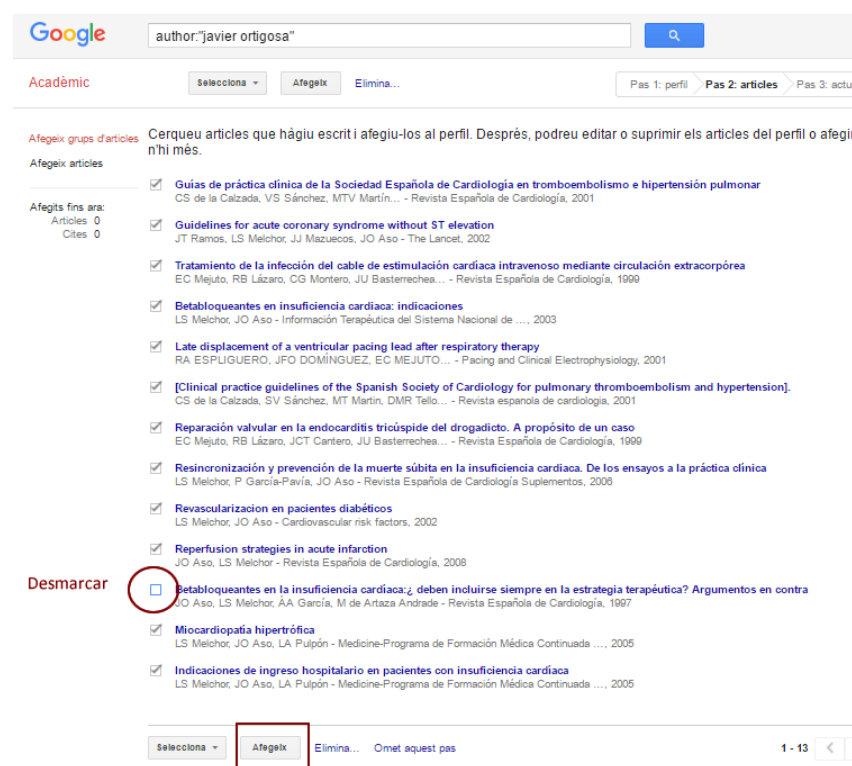 Google author:"javier ortigosa"
Acadèmic Selecciona Afegeix Elimina... Pas 1: perfil Pas 2: articles Pas 3: actu
Afegeix grups d'articles
Afegeix articles
Afegits fins ara:
Articles 0
Cites 0
Cerqueu articles que hàgiu escrit i afegiu-los al perfil. Després, podreu editar o suprimir els articles del perfil o afegir
n'hi més.
Guías de práctica clínica de la Sociedad Española de Cardiología en tromboembolismo e hipertensión pulmonar
CS de la Calzada, VS Sánchez, MTV Martín... - Revista Española de Cardiología, 2001
Guidelines for acute coronary syndrome without ST elevation
JT Ramos, LS Melchor, JJ Mazuecos, JO Aso - The Lancet, 2002
Tratamiento de la infección del cable de estimulación cardíaca intravenoso mediante circulación extracorpórea
EC Mejuto, RB Lázaro, CG Montero, JU Basterrechea... - Revista Española de Cardiología, 1999
Betabloqueantes en insuficiencia cardiaca: indicaciones
LS Melchor, JO Aso - Información Terapéutica del Sistema Nacional de ..., 2003
Late displacement of a ventricular pacing lead after respiratory therapy
RA ESPLIGUERO, JFO DOMÍNGUEZ, EC MEJUTO... - Pacing and Clinical Electrophysiology, 2001
[Clinical practice guidelines of the Spanish Society of Cardiology for pulmonary thromboembolism and hypertension].
CS de la Calzada, SV Sánchez, MT Martin, DMR Tello... - Revista espanola de cardiologia, 2001
Reparación valvular en la endocarditis tricúspide del drogadicto. A propósito de un caso
EC Mejuto, RB Lázaro, JCT Cantero, JU Basterrechea... - Revista Española de Cardiología, 1999
Resincronización y prevención de la muerte súbita en la insuficiencia cardiaca. De los ensayos a la práctica clínica
LS Melchor, P García-Pavía, JO Aso - Revista Española de Cardiología Suplementos, 2006
Revascularizacion en pacientes diabéticos
LS Melchor, JO Aso - Cardiovascular risk factors, 2002
Reperfusion strategies in acute infarction
JO Aso, LS Melchor - Revista Española de Cardiología, 2008
Desmarcar
Betabloqueantes en la insuficiencia cardíaca:¿ deben incluirse siempre en la estrategia terapéutica? Argumentos en contra
JO Aso, LS Melchor, ÁA García, M de Artaza Andrade - Revista Española de Cardiología, 1997
Miocardiopatía hipertrófica
LS Melchor, JO Aso, LA Pulpón - Medicine-Programa de Formación Médica Continuada ..., 2005
Indicaciones de ingreso hospitalario en pacientes con insuficiencia cardíaca
LS Melchor, JO Aso, LA Pulpón - Medicine-Programa de Formación Médica Continuada ..., 2005
Selecciona Afegeix Elimina... Omet aquest pas 1 - 13